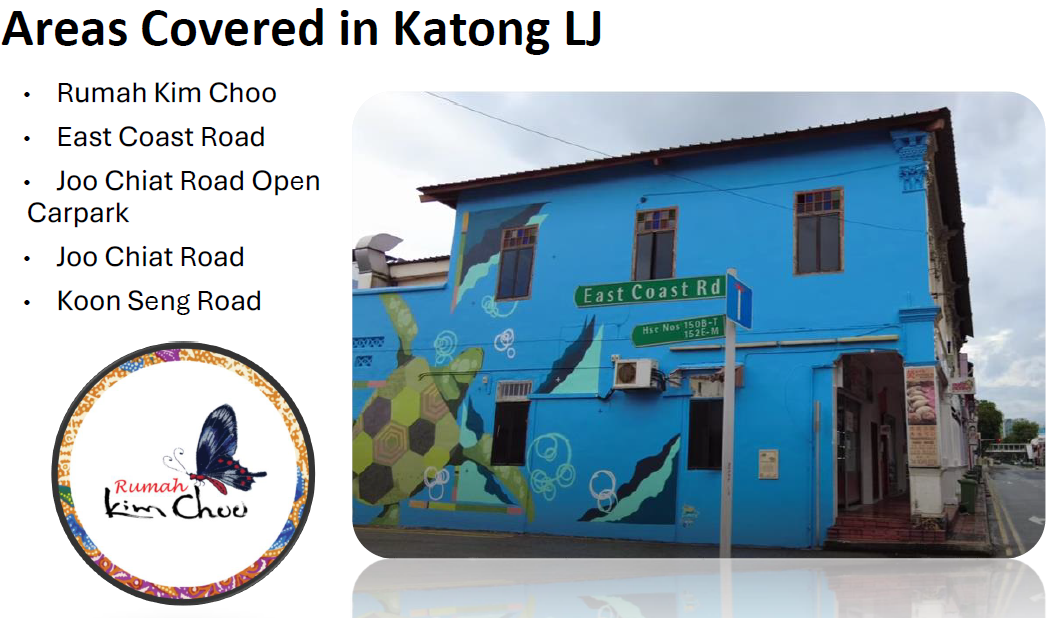 Areas Covered in Katong LJ
• Rumah Kim Choo
• East Coast Road
• Joo Chiat Road Open
Carpark
• Joo Chiat Road
• Koon Seng Road
East Coast Rd
Hse Nos 150B-T
152E-M
Rumah
kim Choo